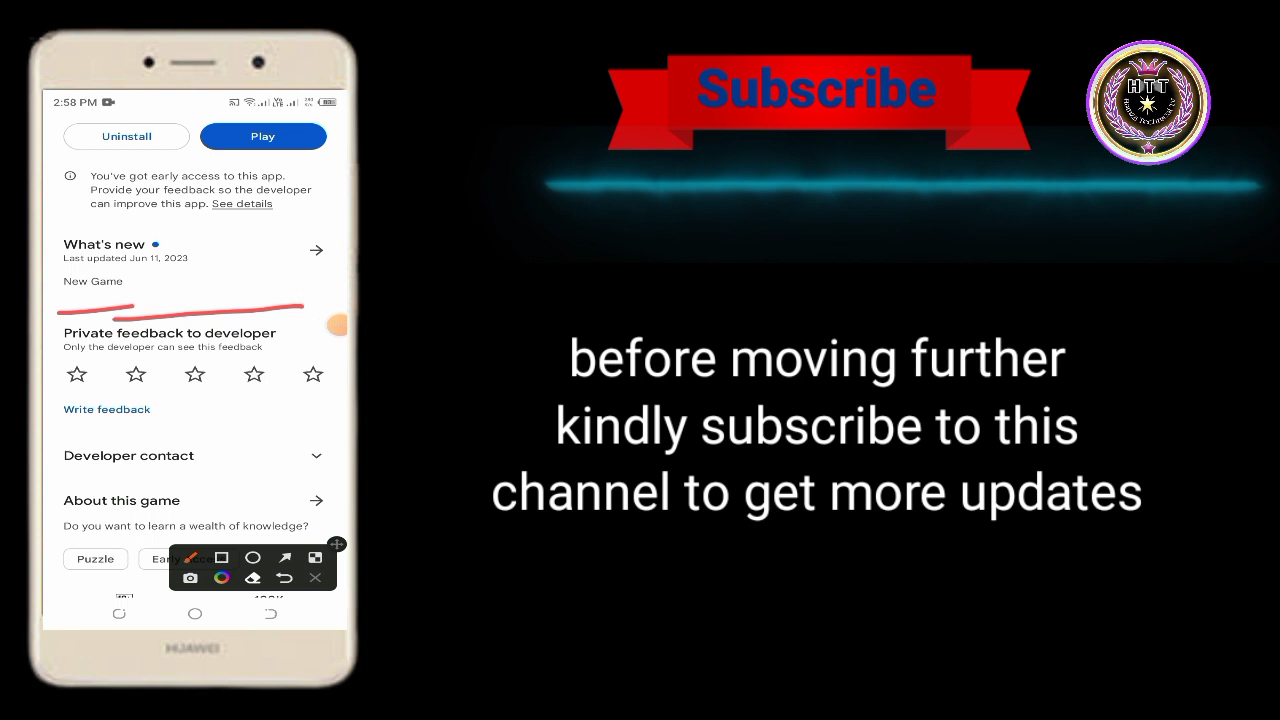 2:58 PM
Uninstall
Play
You've got early access to this app.
Provide your feedback so the developer
can improve this app. See details
What's new
Last updated Jun 11, 2023
New Game
Private feedback to developer
Only the developer can see this feedback
Write feedback
Developer contact
About this game
Do you want to learn a wealth of knowledge?
Puzzle
HUAWEI
Subscribe
HTT
before moving further
kindly subscribe to this
channel to get more updates